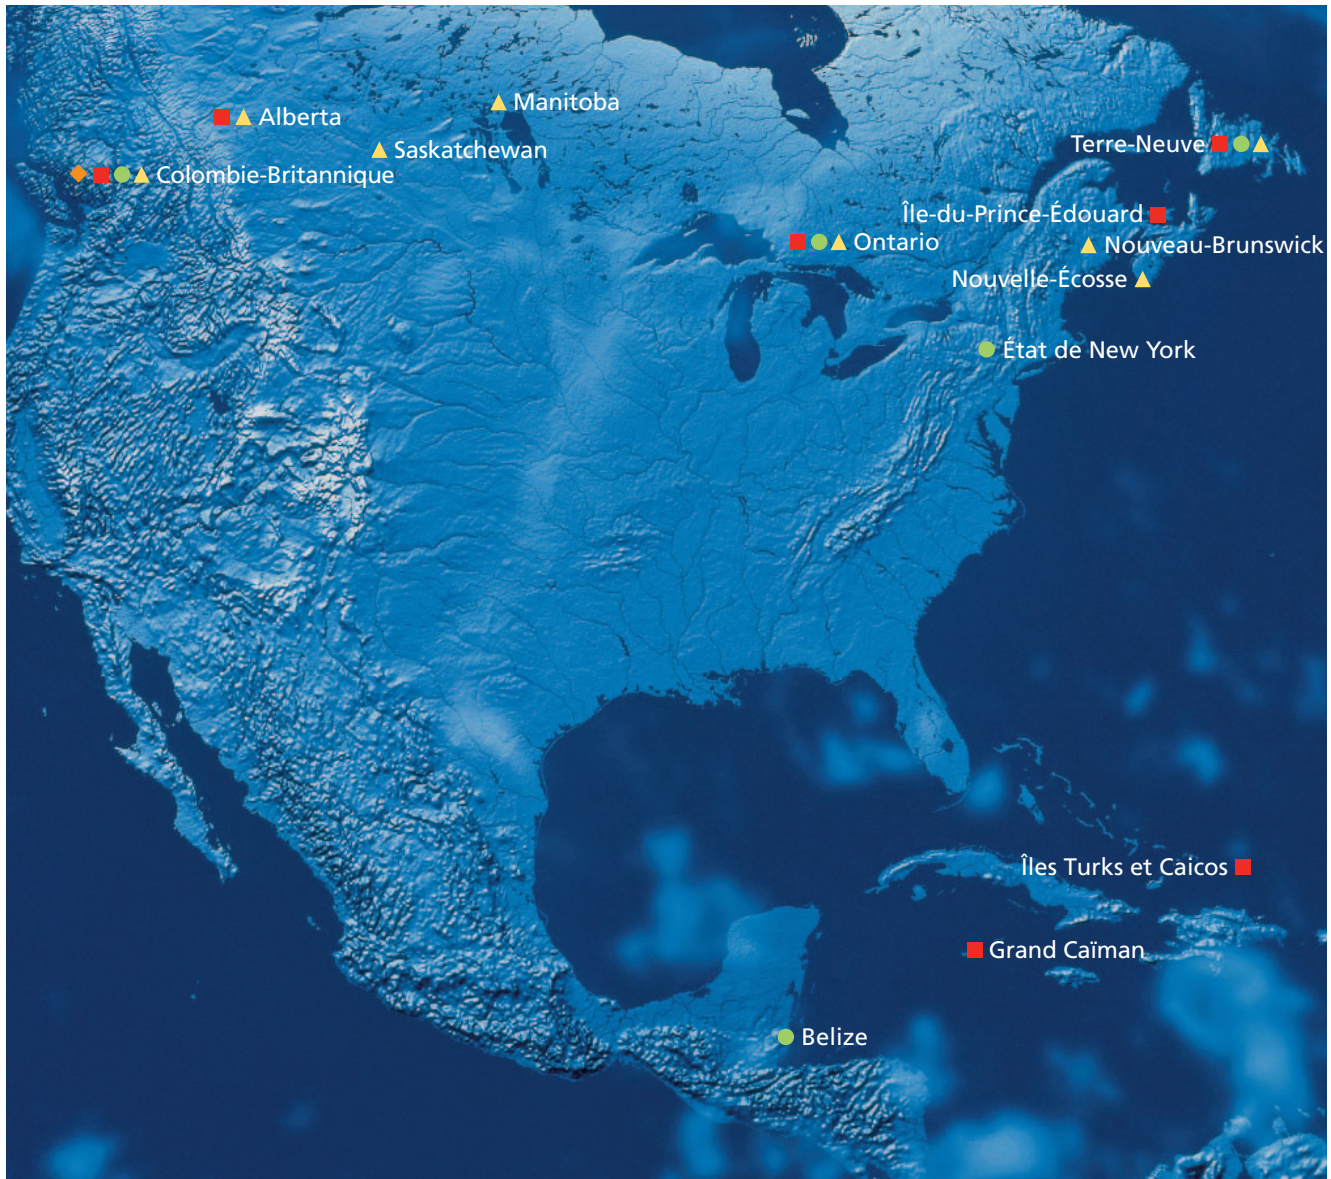 Manitoba
Alberta
Saskatchewan
Terre-Neuve
Colombie-Britannique
Île-du-Prince-Édouard
Ontario
Nouveau-Brunswick
Nouvelle-Écosse
État de New York
Îles Turks et Caicos
Grand Caïman
Belize